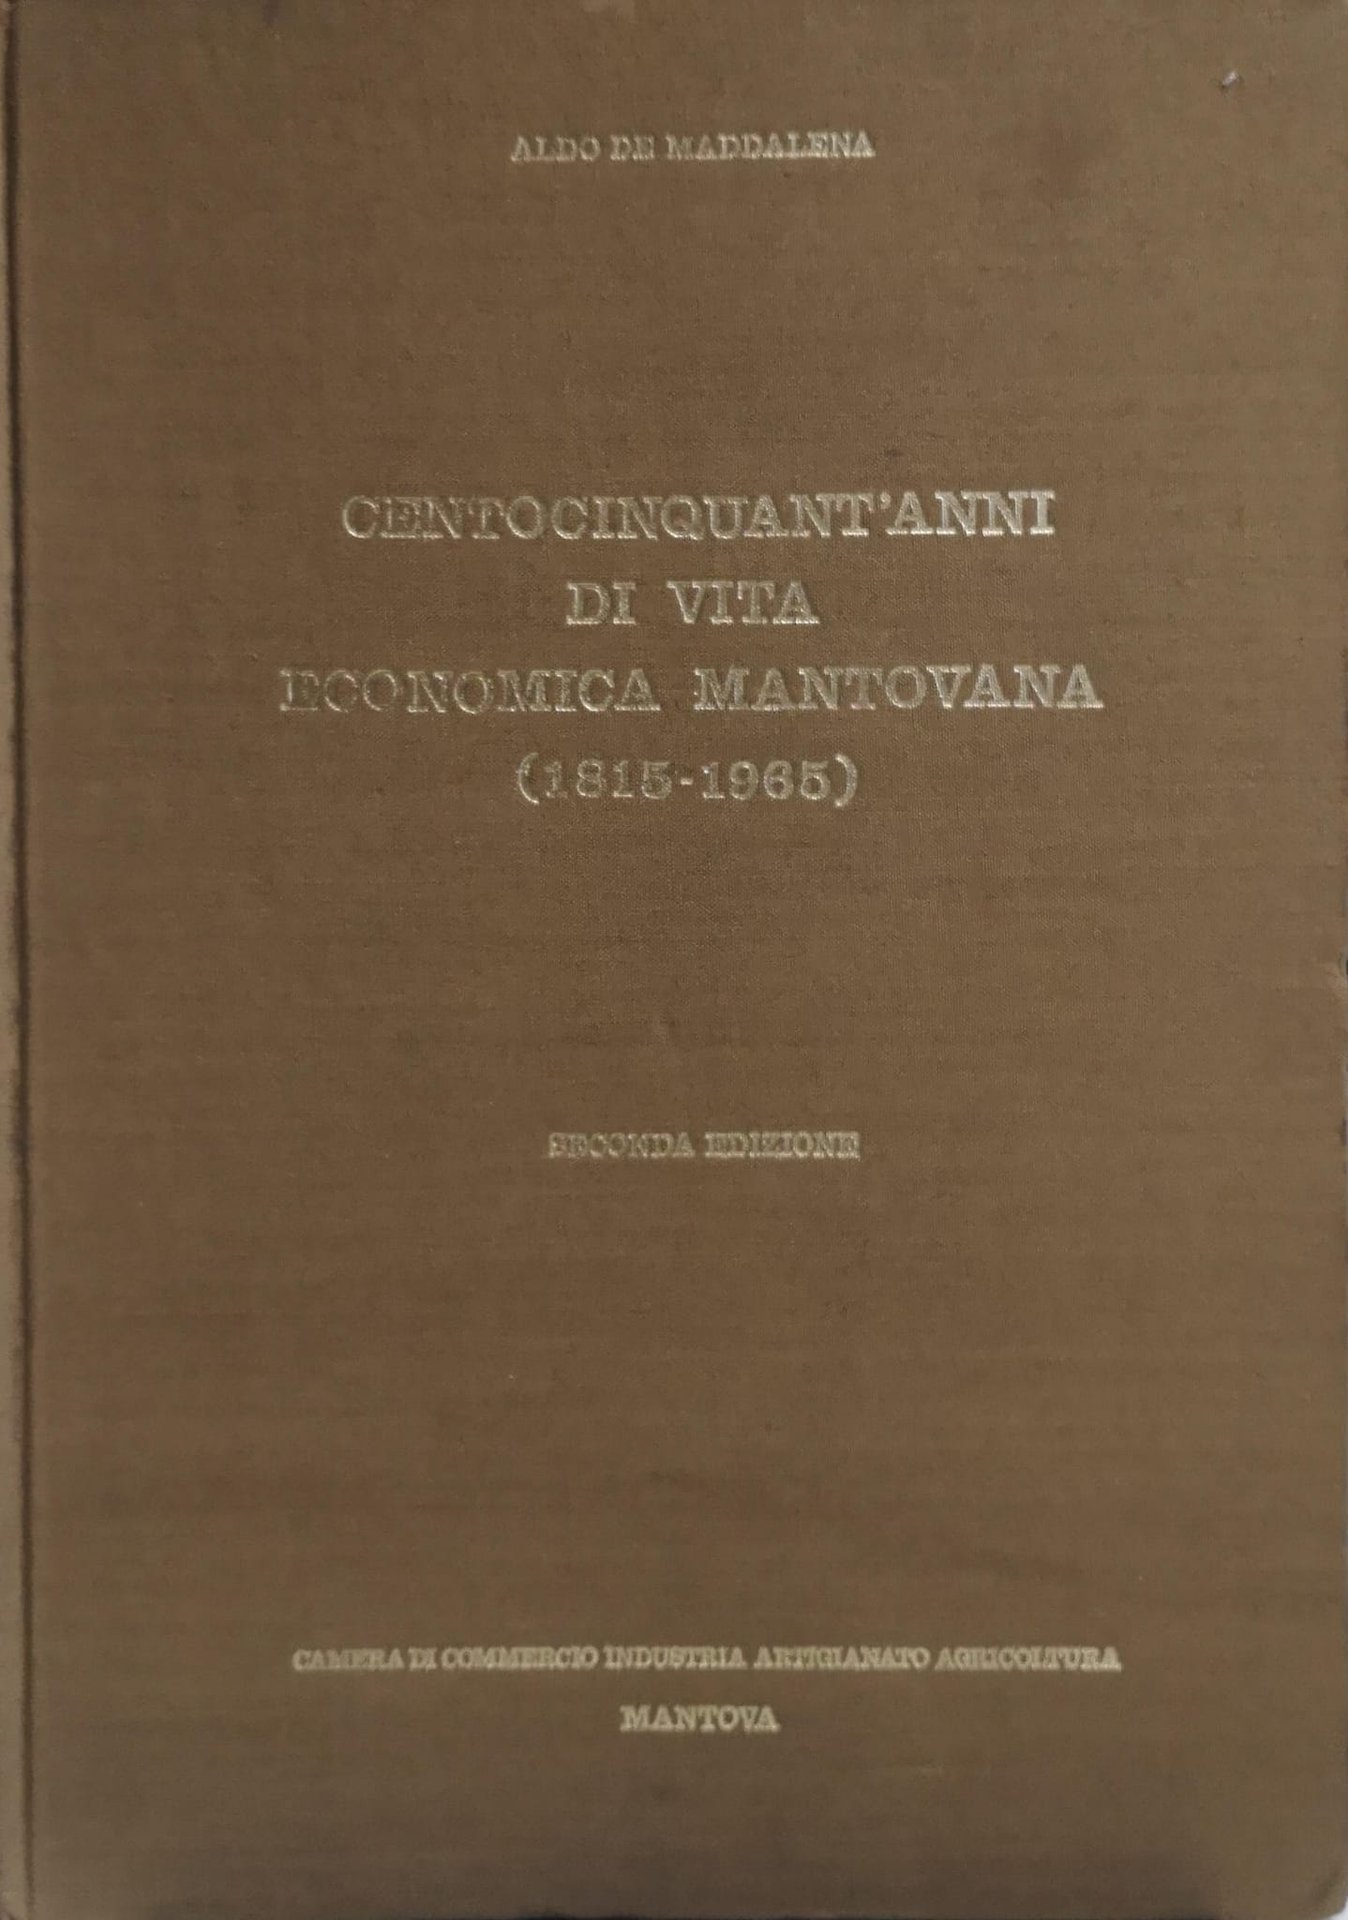 ALDO DE MADDALENA
CENTOCINQUANT'ANNI
DI VITA
ECONOMICA MANTOVANA
(1815-1965)
SECONDA EDIZIONE
CAMERA DI COMMERCIO INDUSTRIA ARTIGIANATO AGRICOLTURA
MANTOVA